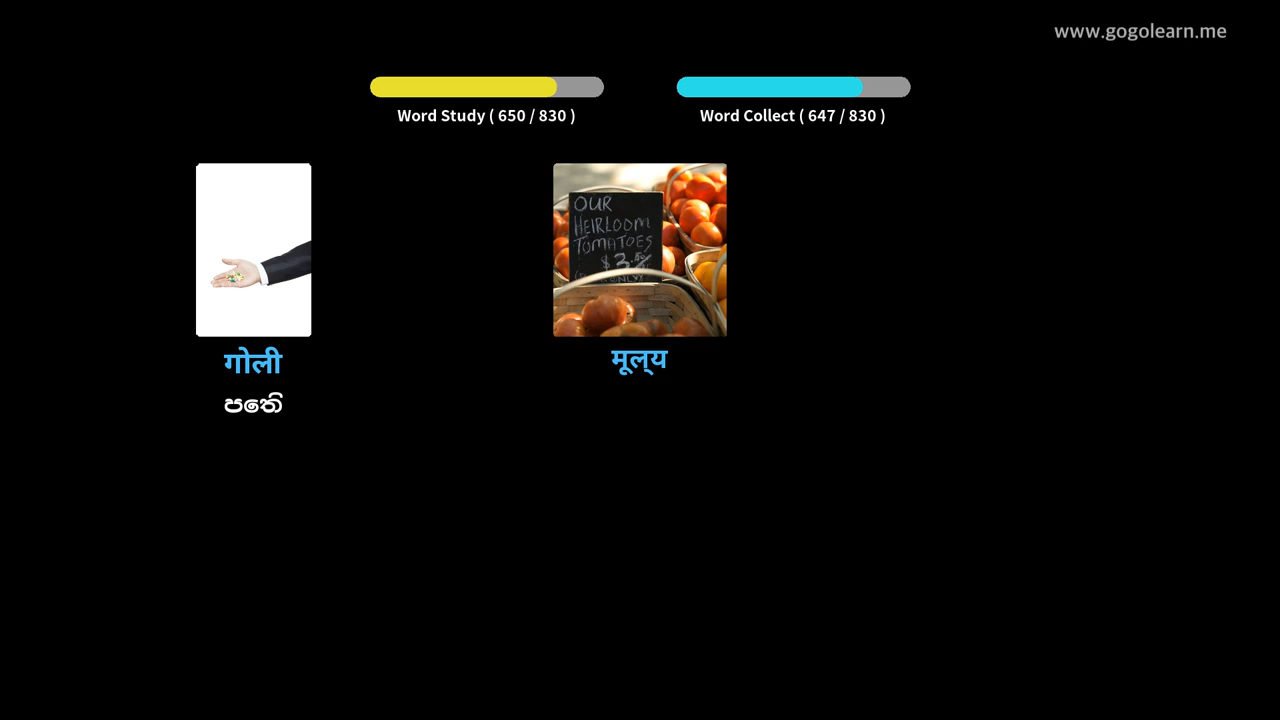 www.gogolearn.me
Word Study ( 650 / 830 )
Word Collect ( 647 / 830 )
OUR
HEIRLOOM
TOMATOES
गोली
मूल्य
පෙති